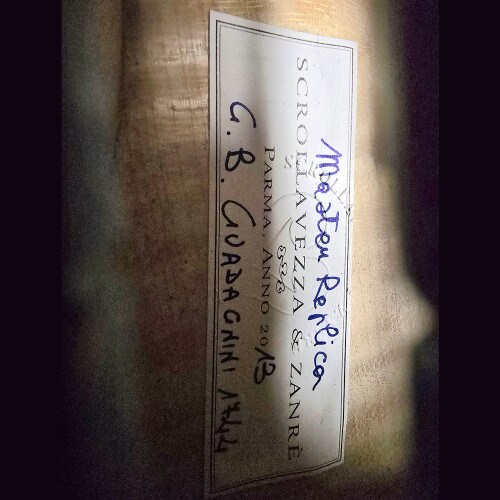 Master Replica
SCROLLAVEZZA & ZANRÈ
PARMA, ANNO 2013
G. B. GUADAGNINI 1744